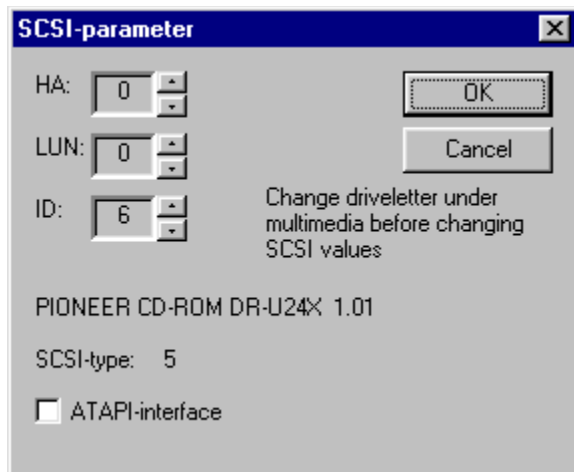 SCSI-parameter
HA: 0
OK
LUN: 0
Cancel
ID: 6
Change driveletter under
multimedia before changing
SCSI values
PIONEER CD-ROM DR-U24X 1.01
SCSI-type: 5
ATAPI-interface